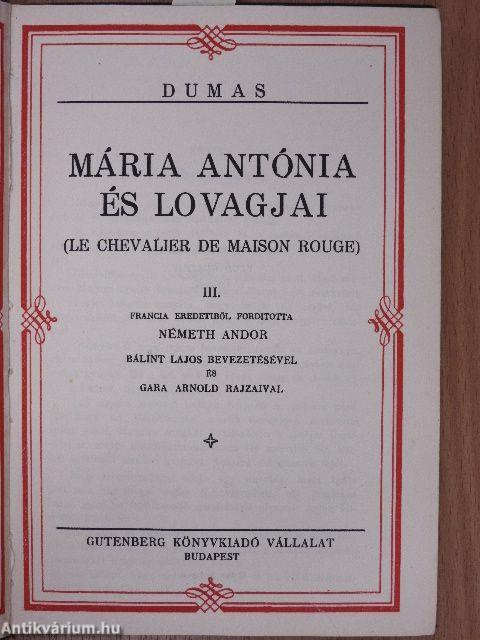 DUMAS
MÁRIA ANTÓNIA
ÉS LOVAGJAI
(LE CHEVALIER DE MAISON ROUGE)
III.
FRANCIA EREDETIBŐL FORDITOTTA
NÉMETH ANDOR
BÁLINT LAJOS BEVEZETÉSÉVEL
ÉS
GARA ARNOLD RAJZAIVAL
GUTENBERG KÖNYVKIADÓ VÁLLALAT
BUDAPEST
Antikvárium.hu